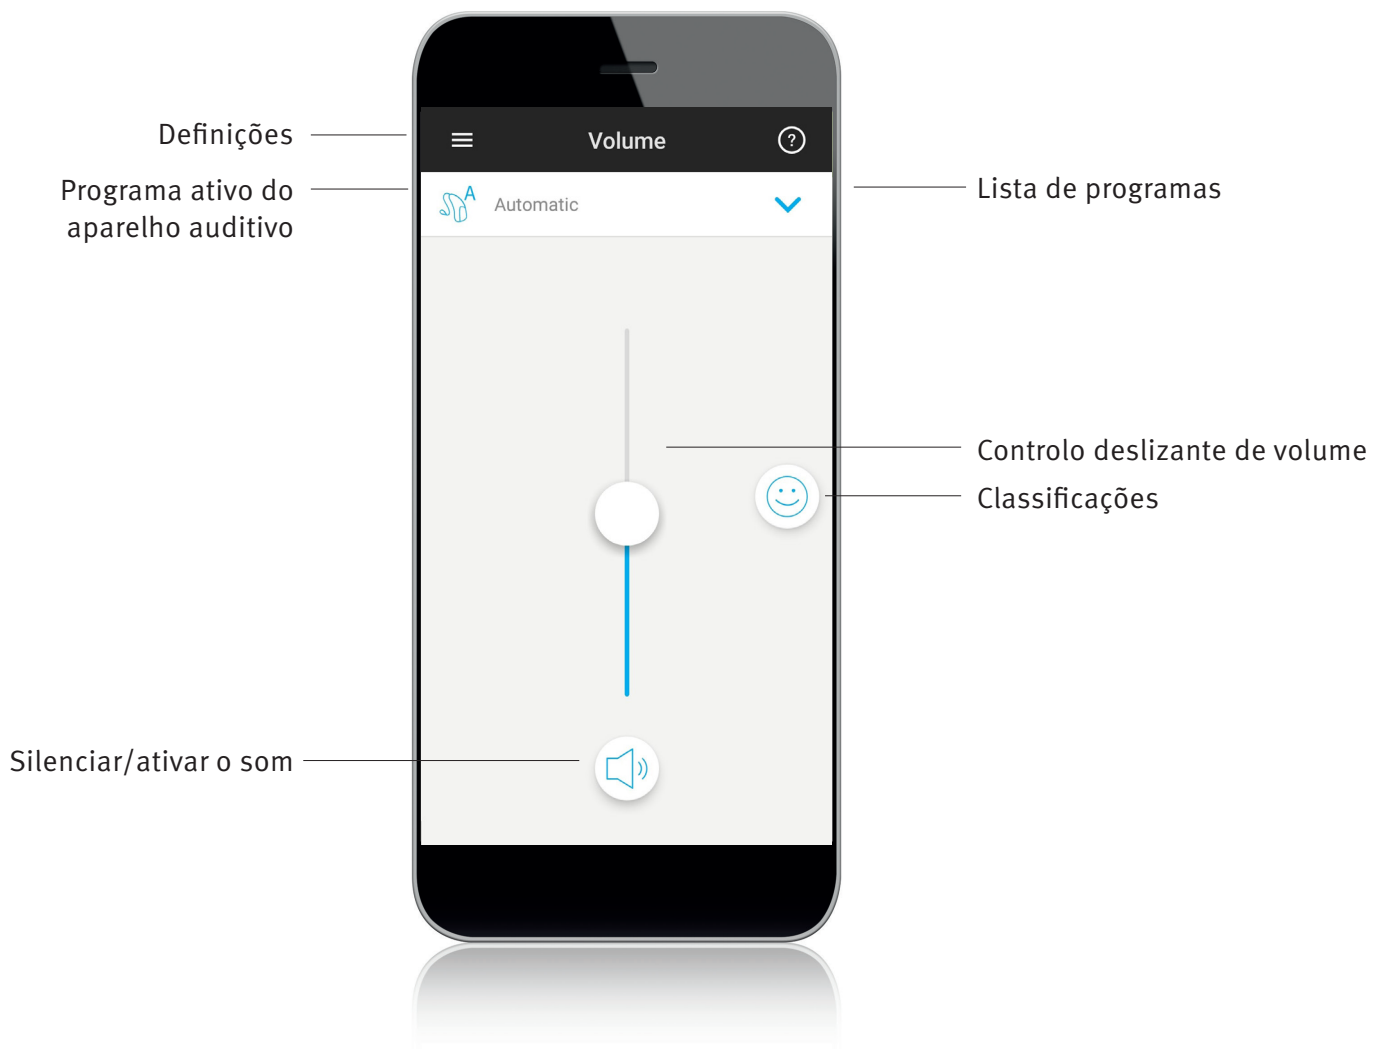 Definições
Volume
?
Programa ativo do
aparelho auditivo
A
Automatic
Lista de programas
Controlo deslizante de volume
Classificações
Silenciar/ativar o som